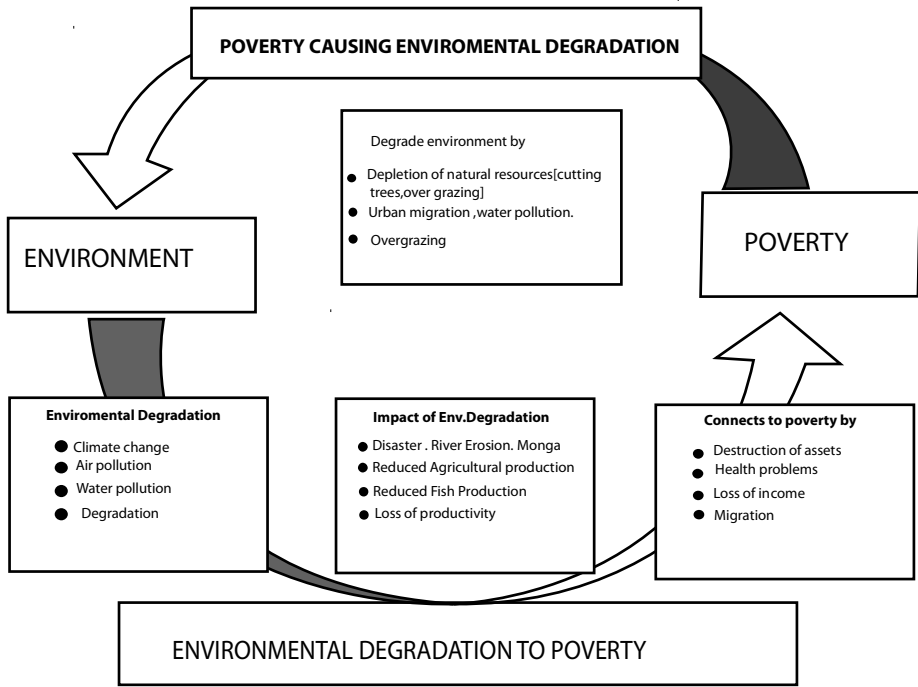 POVERTY CAUSING ENVIROMENTAL DEGRADATION
Degrade environment by
Depletion of natural resources[cutting
trees,over grazing]
Urban migration ,water pollution.
Overgrazing
ENVIRONMENT
POVERTY
Enviromental Degradation
Climate change
Air pollution
Water pollution
Degradation
Impact of Env.Degradation
Disaster . River Erosion. Monga
Reduced Agricultural production
Reduced Fish Production
Loss of productivity
Connects to poverty by
Destruction of assets
Health problems
Loss of income
Migration
ENVIRONMENTAL DEGRADATION TO POVERTY